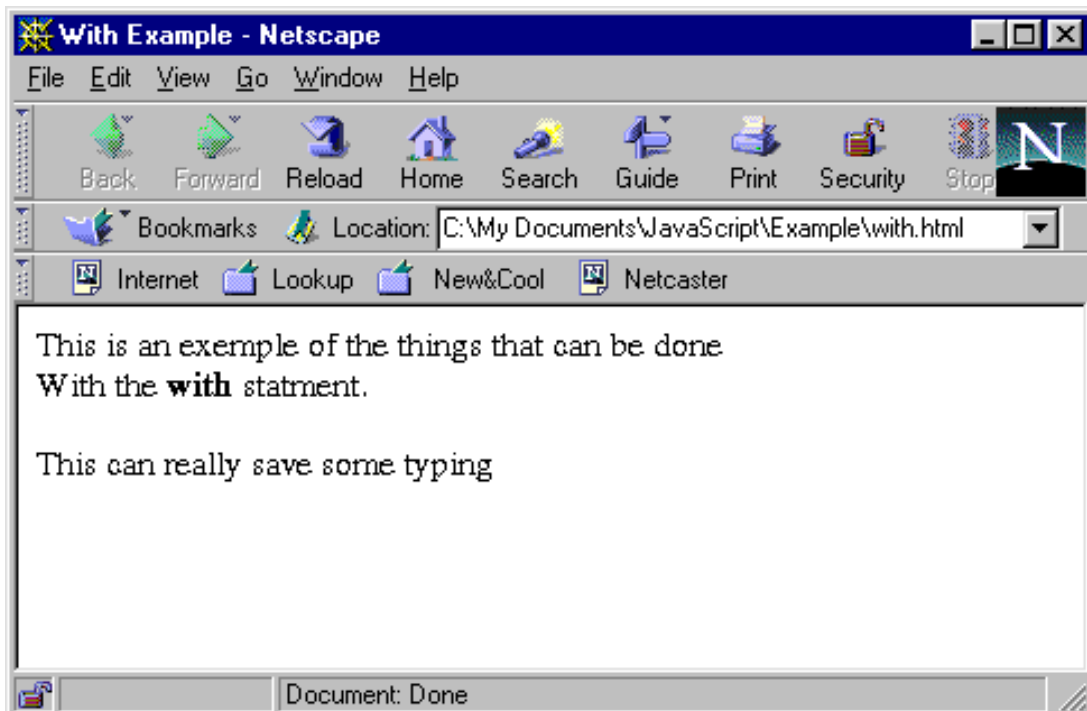 With Example - Netscape
File Edit View Go Window Help
Back Forward Reload Home Search Guide Print Security Stop N
Bookmarks Location: C:\My Documents\JavaScript\Example\with.html
Internet Lookup New&Cool Netcaster
This is an exemple of the things that can be done
With the with statment.
This can really save some typing
Document: Done